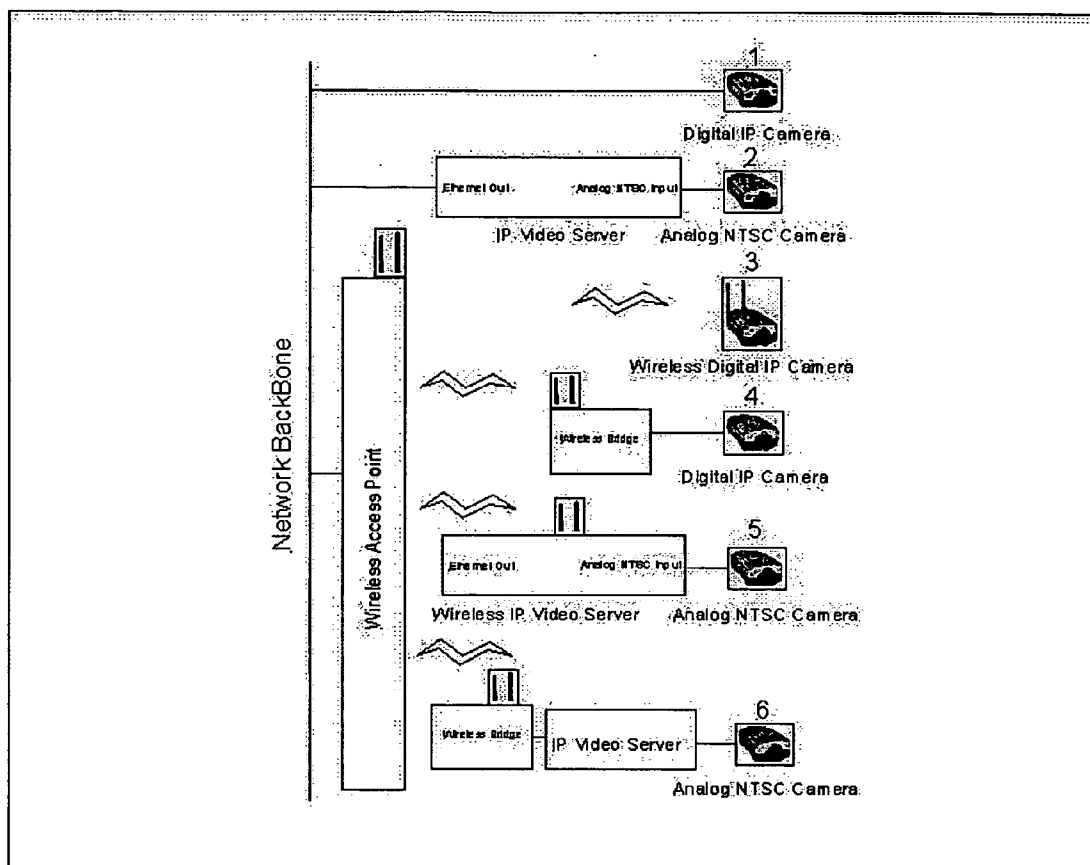 1
Digital IP Camera
2
Ethernet Out
Analog NTSC Input
IP Video Server
Analog NTSC Camera
3
Wireless Digital IP Camera
4
Wireless Bridge
Digital IP Camera
Network BackBone
Wireless Access Point
5
Ethernet Out
Analog NTSC Input
Wireless IP Video Server
Analog NTSC Camera
6
Wireless Bridge
IP Video Server
Analog NTSC Camera